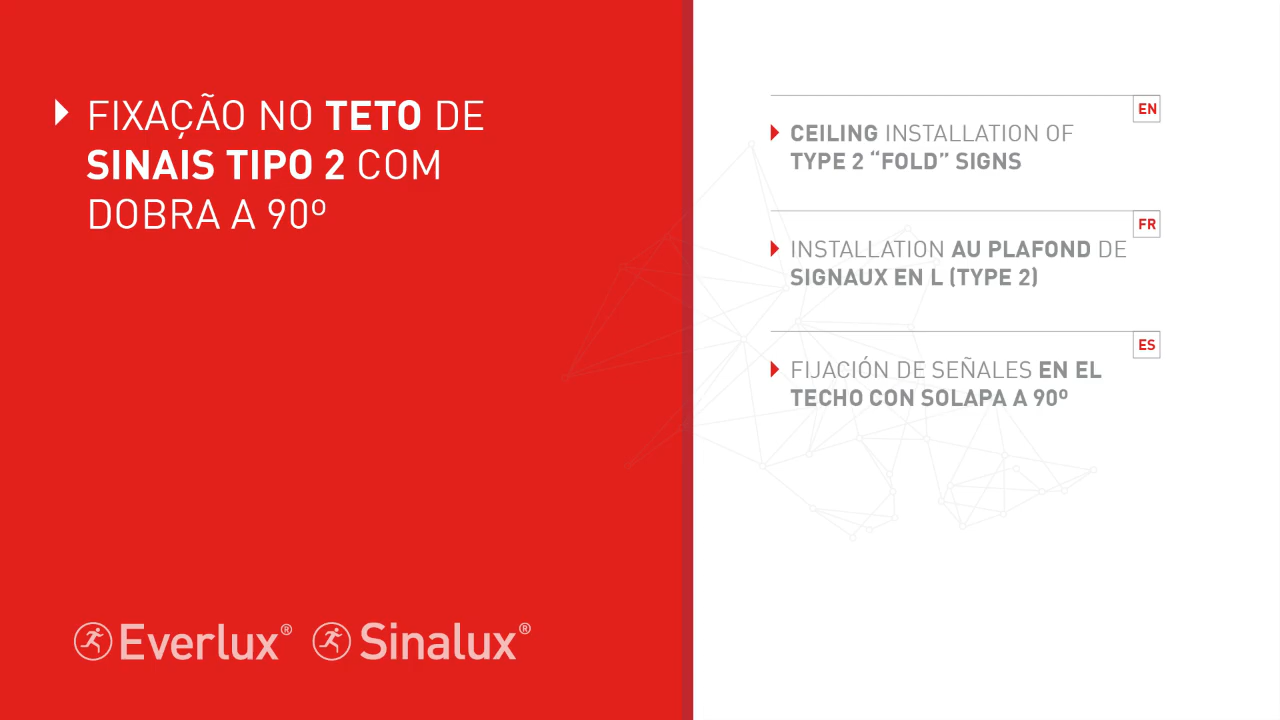 FIXAÇÃO NO TETO DE
SINAIS TIPO 2 COM
DOBRA A 90º
Everlux® Sinalux®
EN
CEILING INSTALLATION OF
TYPE 2 “FOLD” SIGNS
FR
INSTALLATION AU PLAFOND DE
SIGNAUX EN L (TYPE 2)
ES
FIJACIÓN DE SEÑALES EN EL
TECHO CON SOLAPA A 90º